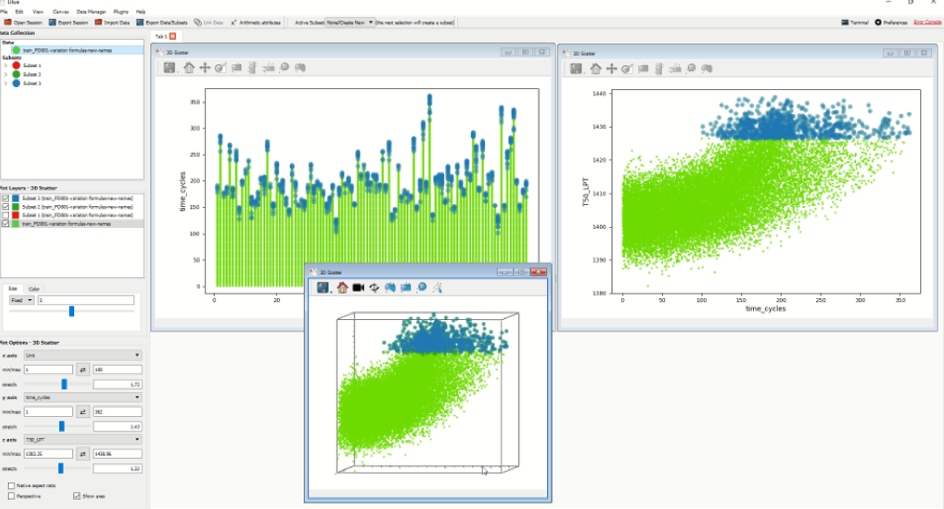 Glue
File Edit View Canvas Data Manager Plugins Help
Open Session Export Session Import Data Export Data/Subsets Link Data Arithmetic attributes Active Subset: None/Create New (the next selection will create a subset) Terminal Preferences Error Console
Data Collection
Data
train_FD001-variation formulas-new-names
Subsets
Subset 1
Subset 2
Subset 3
Plot Layers - 3D Scatter
Subset 3 (train_FD001-variation formulas-new-names)
Subset 2 (train_FD001-variation formulas-new-names)
Subset 1 (train_FD001-variation formulas-new-names)
train_FD001-variation formulas-new-names
Size Color
Fixed 3
Plot Options - 3D Scatter
x axis Unit
min/max 1 100
stretch 1.73
y axis time_cycles
min/max 1 362
stretch 1.43
z axis T50_LPT
min/max
stretch
Native aspect ratio
Perspective Show axes
Tab 1
2D Scatter
350
300
250
200
150
100
50
0
time_cycles
0 20
2D Scatter
1440
1430
1420
1410
1400
1390
1380
T50_LPT
0 50 100 150 200 250 300 350
time_cycles
3D Scatter